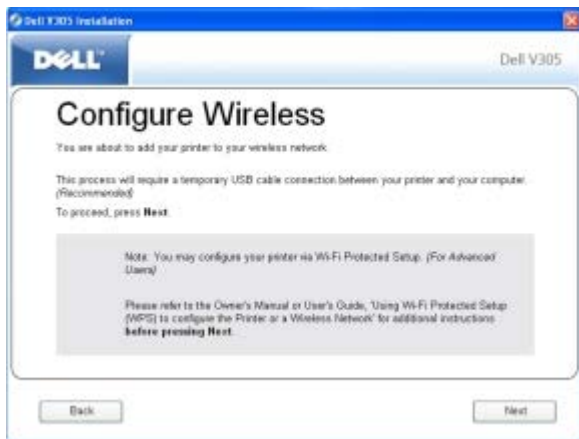 Dell V305 Installation
DELL
Dell V305
Configure Wireless
You are about to add your printer to your wireless network.
This process will require a temporary USB cable connection between your printer and your computer.
(Recommended)
To proceed, press Next.
Note: You may configure your printer via Wi-Fi Protected Setup. (For Advanced
Users)
Please refer to the Owner's Manual or User's Guide, 'Using Wi-Fi Protected Setup
(WPS) to configure the Printer or a Wireless Network' for additional instructions
before pressing Next.
Back
Next